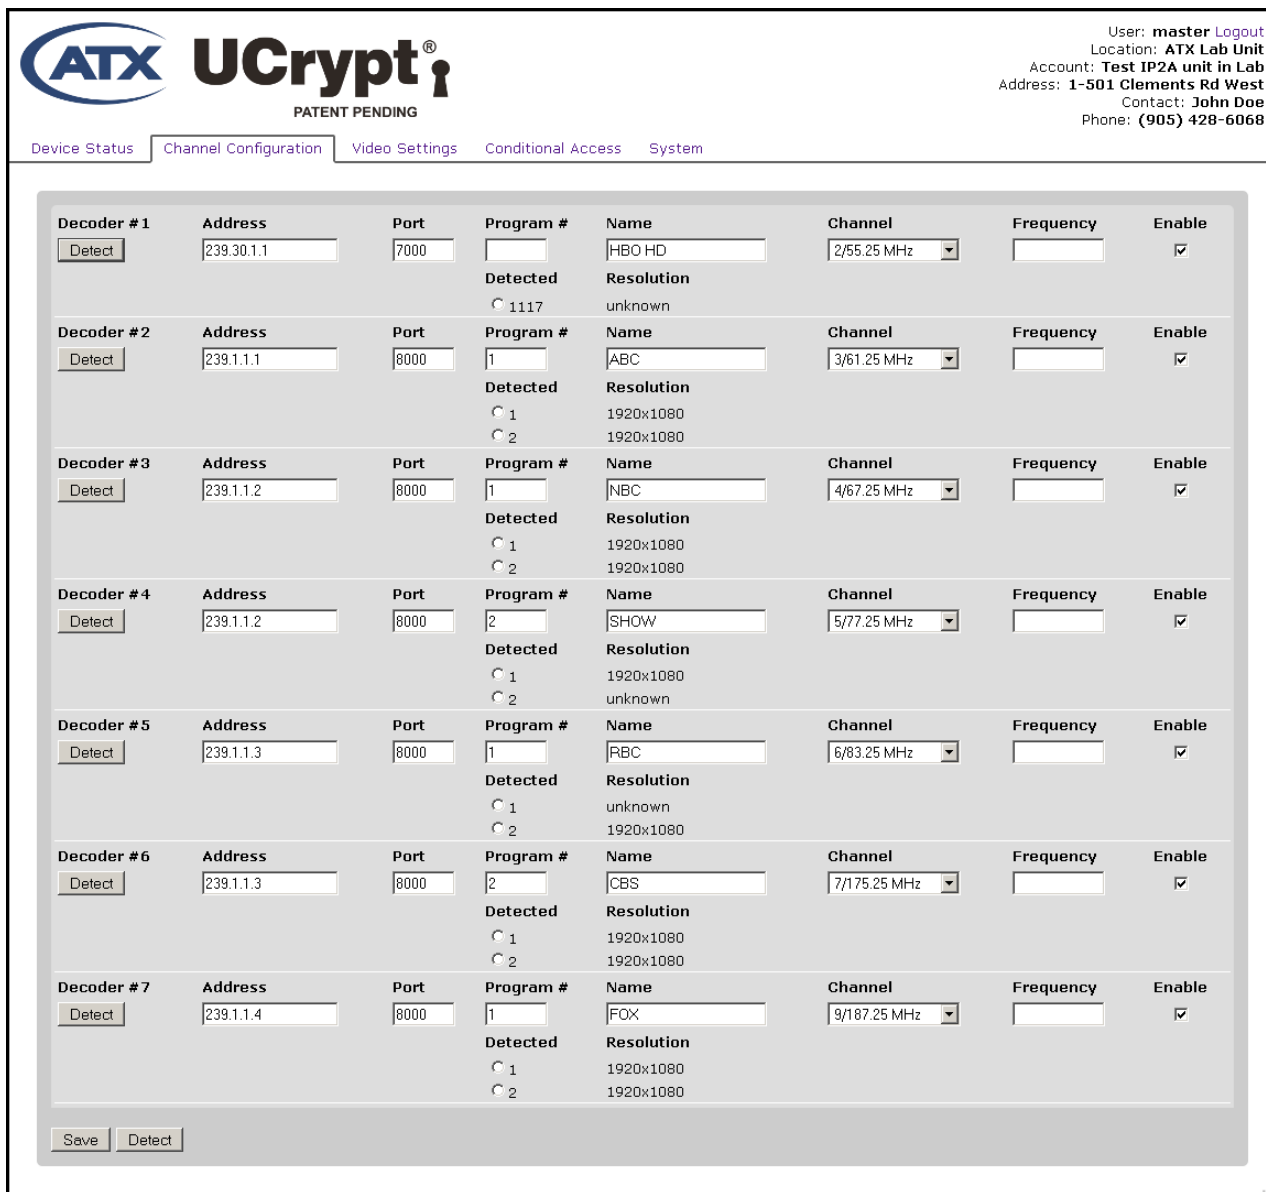 ATX UCrypt®
PATENT PENDING
User: master Logout
Location: ATX Lab Unit
Account: Test IP2A unit in Lab
Address: 1-501 Clements Rd West
Contact: John Doe
Phone: (905) 428-6068
Device Status Channel Configuration Video Settings Conditional Access System
Decoder #1 Address Port Program # Name Channel Frequency Enable
Detect 239.30.1.1 7000 HBO HD 2/55.25 MHz
Detected Resolution
1117 unknown
Decoder #2 Address Port Program # Name Channel Frequency Enable
Detect 239.1.1.1 8000 1 ABC 3/61.25 MHz
Detected Resolution
1 1920x1080
2 1920x1080
Decoder #3 Address Port Program # Name Channel Frequency Enable
Detect 239.1.1.2 8000 1 NBC 4/67.25 MHz
Detected Resolution
1 1920x1080
2 1920x1080
Decoder #4 Address Port Program # Name Channel Frequency Enable
Detect 239.1.1.2 8000 2 SHOW 5/77.25 MHz
Detected Resolution
1 1920x1080
2 unknown
Decoder #5 Address Port Program # Name Channel Frequency Enable
Detect 239.1.1.3 8000 1 RBC 6/83.25 MHz
Detected Resolution
1 unknown
2 1920x1080
Decoder #6 Address Port Program # Name Channel Frequency Enable
Detect 239.1.1.3 8000 2 CBS 7/175.25 MHz
Detected Resolution
1 1920x1080
2 1920x1080
Decoder #7 Address Port Program # Name Channel Frequency Enable
Detect 239.1.1.4 8000 1 FOX 9/187.25 MHz
Detected Resolution
1 1920x1080
2 1920x1080
Save Detect